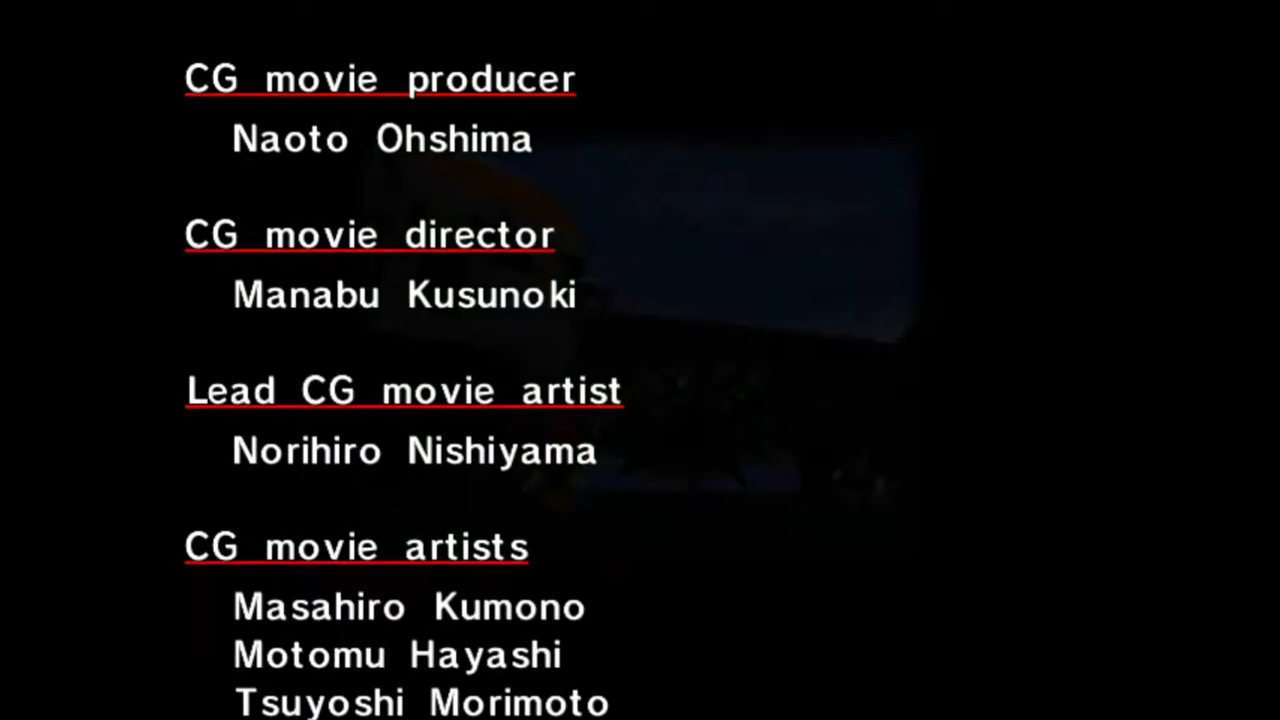 CG movie producer
Naoto Ohshima
CG movie director
Manabu Kusunoki
Lead CG movie artist
Norihiro Nishiyama
CG movie artists
Masahiro Kumono
Motomu Hayashi
Tsuyoshi Morimoto